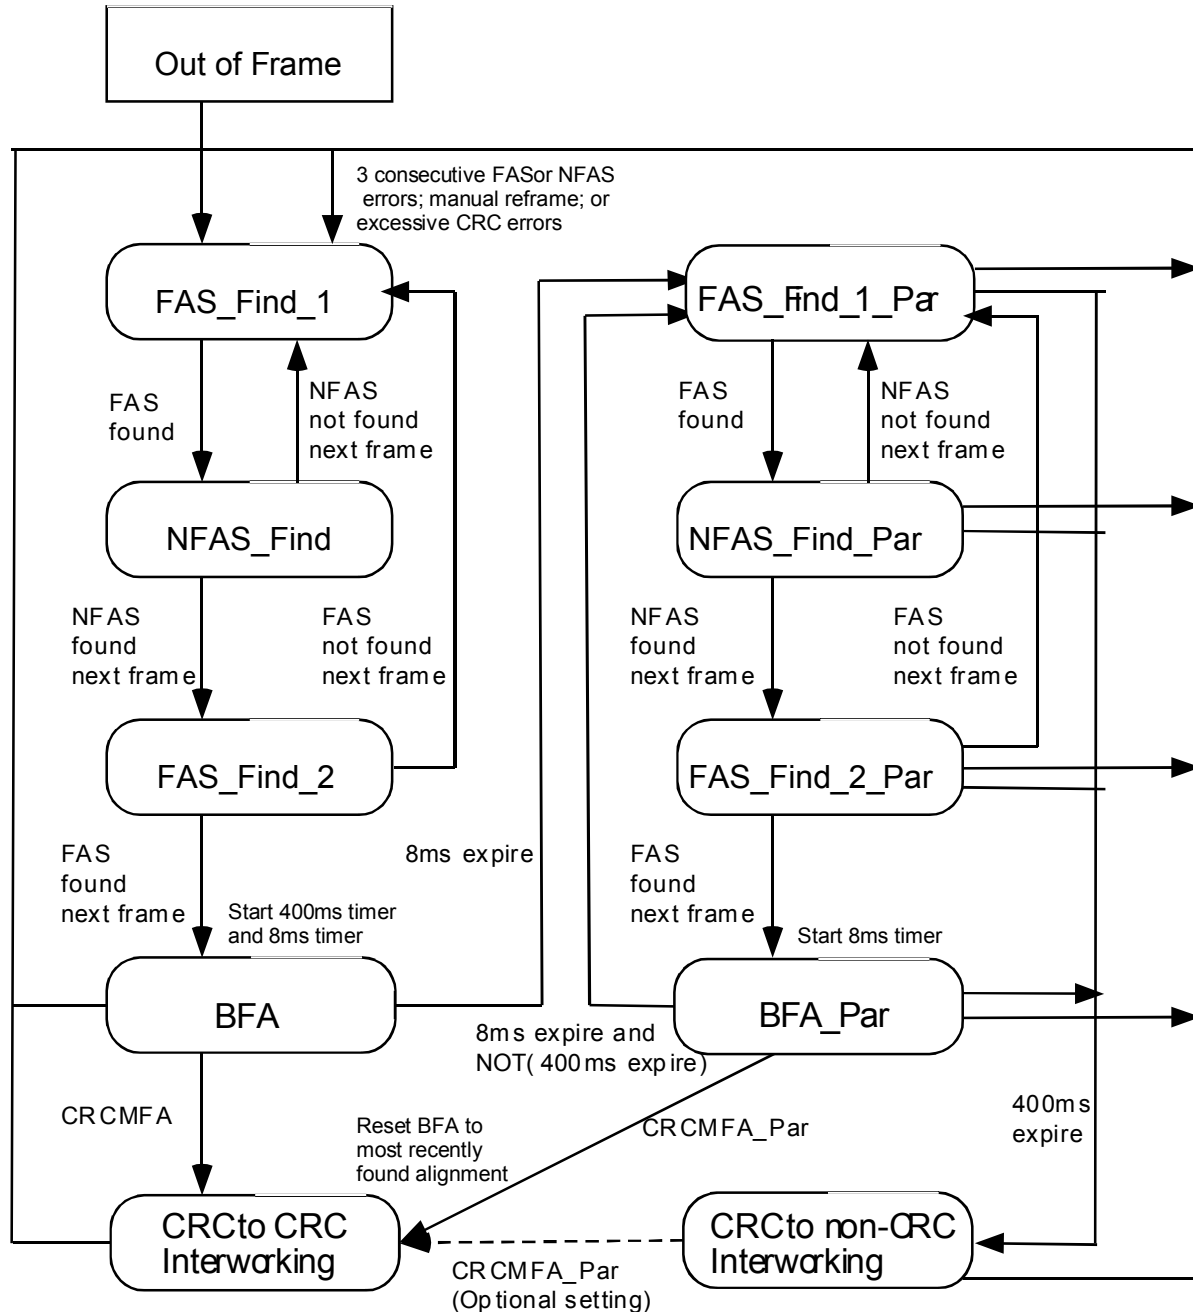 Out of Frame
3 consecutive FASor NFAS
errors; manual reframe; or
excessive CRC errors
FAS_Find_1
FAS_Find_1_Par
FAS
found
NFAS
not found
next frame
FAS
found
NFAS
not found
next frame
NFAS_Find
NFAS_Find_Par
NFAS
found
next frame
FAS
not found
next frame
NFAS
found
next frame
FAS
not found
next frame
FAS_Find_2
FAS_Find_2_Par
FAS
found
next frame
8ms expire
FAS
found
next frame
Start 400ms timer
and 8ms timer
Start 8ms timer
BFA
BFA_Par
8ms expire and
NOT( 400ms expire)
CRCMFA
Reset BFA to
most recently
found alignment
CRCMFA_Par
400ms
expire
CRCto CRC
Interworking
CRCto non-CRC
Interworking
CRCMFA_Par
(Optional setting)